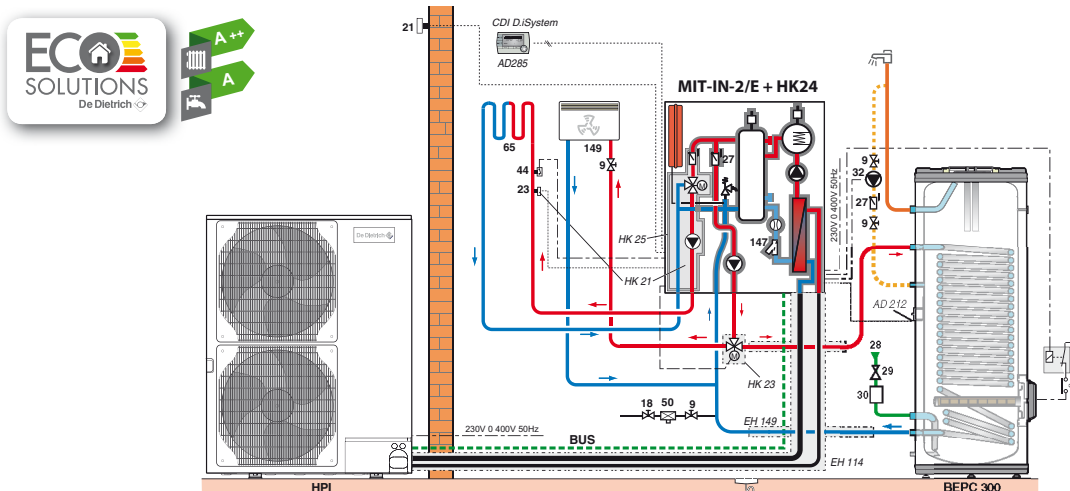 ECO
SOLUTIONS
De Dietrich
A++
A
21
CDI D.iSystem
AD285
MIT-IN-2/E + HK24
65
149
9
44
23
27
HK 25
HK 21
147
230V 0 400V 50Hz
9
32
27
9
AD 212
De Dietrich
28
29
30
HK 23
18
50
9
EH 149
230V 0 400V 50Hz
BUS
EH 114
HPI
BEPC 300
M
M